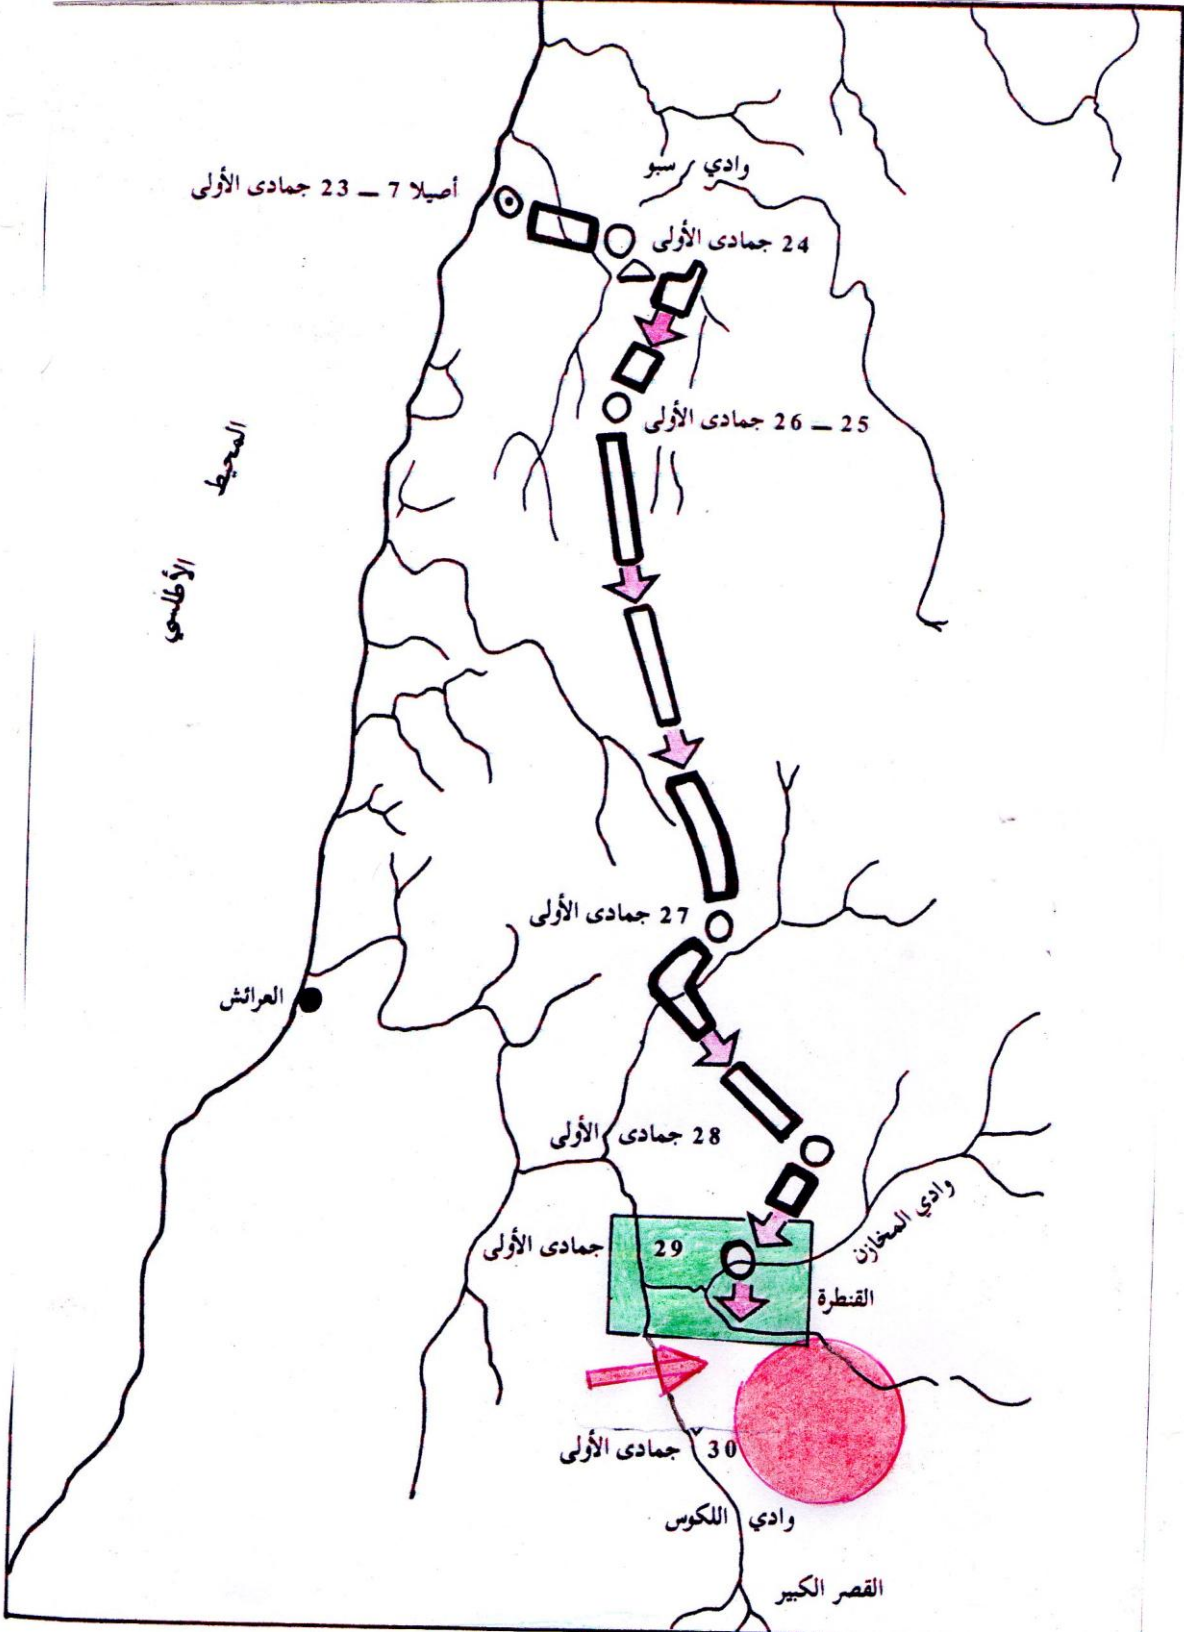 وادي سبو
أصيلا 7 — 23 جمادى الأولى
24 جمادى الأولى
25 — 26 جمادى الأولى
المحيط
الأطلسي
27 جمادى الأولى
العرائش
28 جمادى الأولى
وادي المخازن
29 جمادى الأولى
القنطرة
30 جمادى الأولى
وادي اللكوس
القصر الكبير